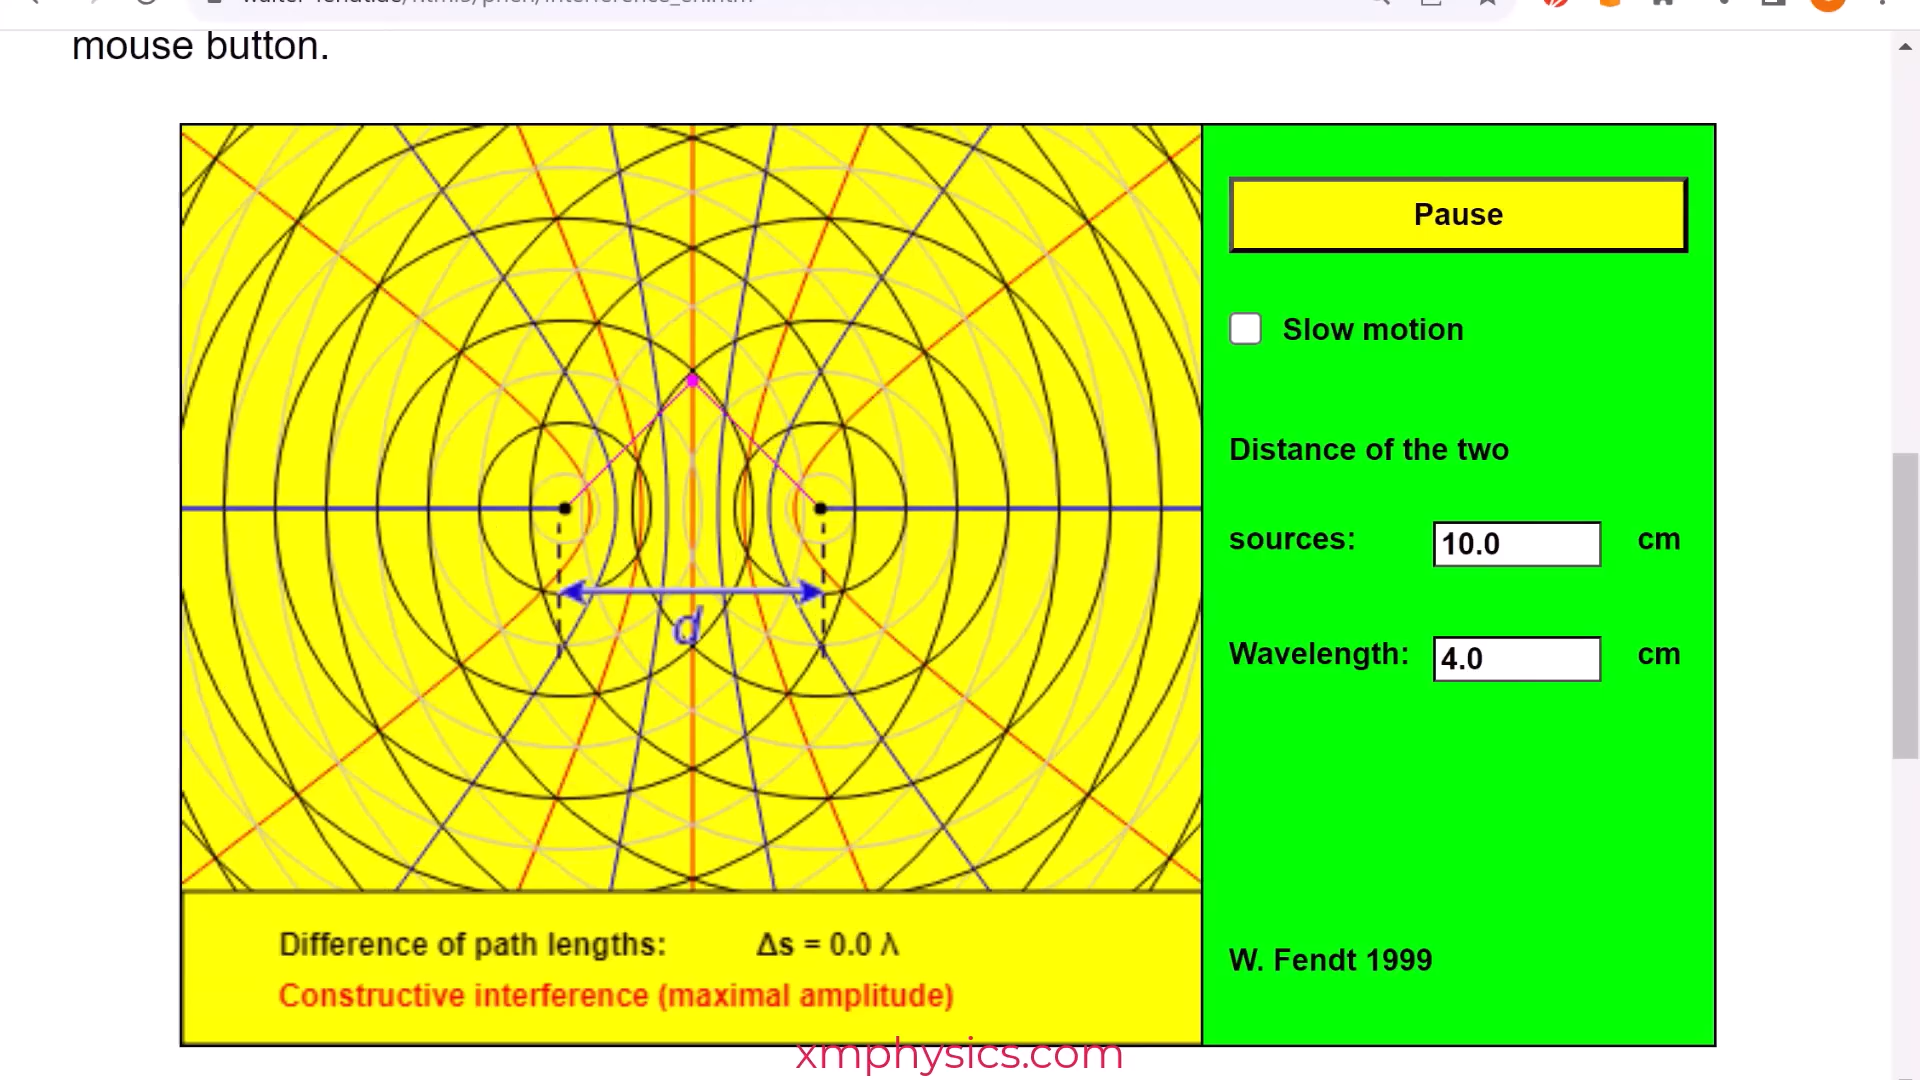 mouse button.
Pause
Slow motion
Distance of the two
sources: 10.0 cm
Wavelength: 4.0 cm
d
W. Fendt 1999
Difference of path lengths: Δs = 0.0 λ
Constructive interference (maximal amplitude)
xmphysics.com